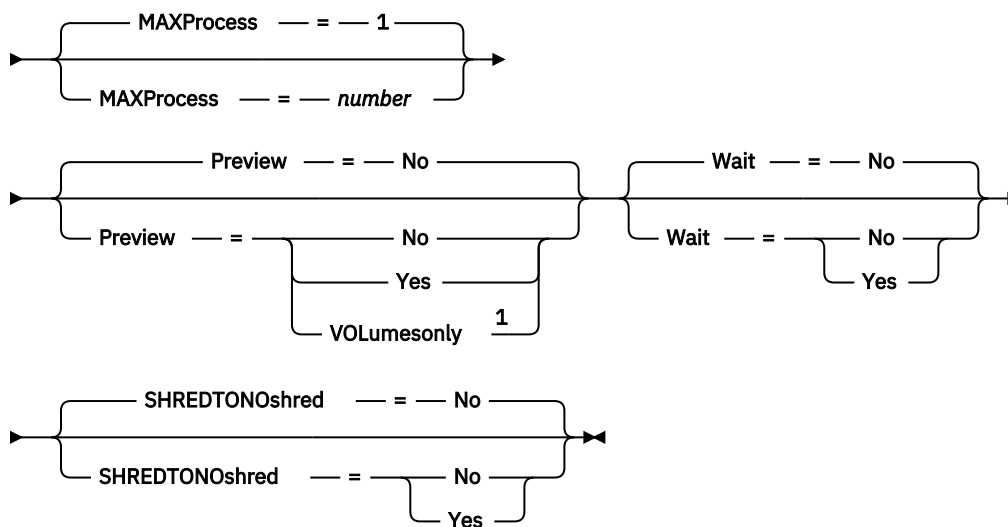 MAXProcess = 1
MAXProcess = number
Preview = No
Wait = No
Preview = No
Wait = No
Yes
Yes
VOLumesonly 1
SHREDTONOshred = No
SHREDTONOshred = No
Yes